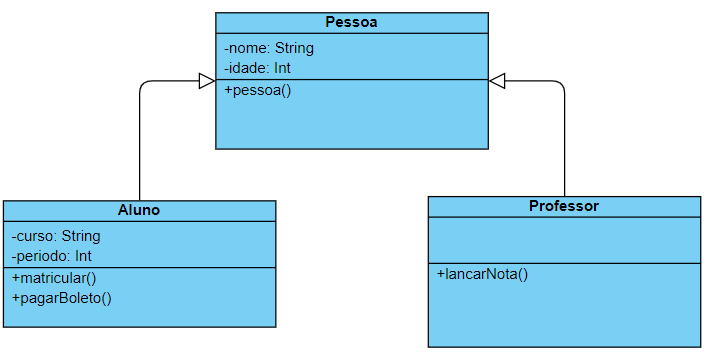 Pessoa
-nome: String
-idade: Int
+pessoa()
Aluno
-curso: String
-periodo: Int
+matricular()
+pagarBoleto()
Professor
+lancarNota()